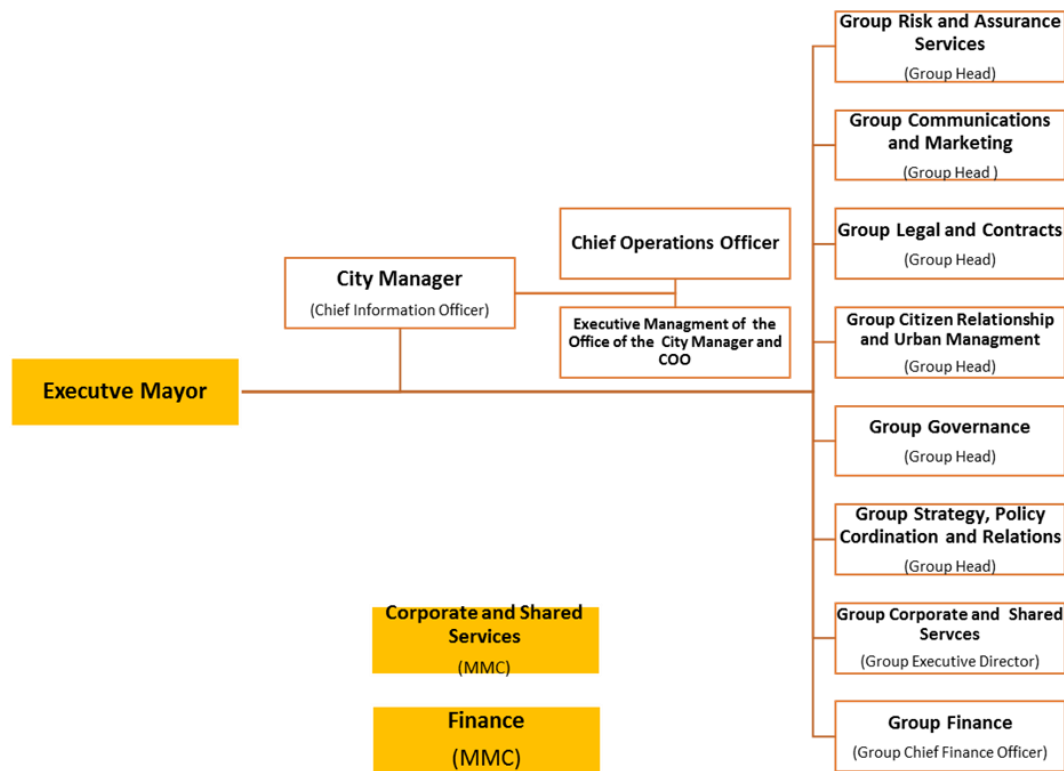 Group Risk and Assurance
Services
(Group Head)
Group Communications
and Marketing
(Group Head )
Group Legal and Contracts
(Group Head)
Chief Operations Officer
City Manager
(Chief Information Officer)
Executive Managment of the
Office of the City Manager and
COO
Group Citizen Relationship
and Urban Managment
(Group Head)
Executve Mayor
Group Governance
(Group Head)
Group Strategy, Policy
Cordination and Relations
(Group Head)
Corporate and Shared
Services
(MMC)
Group Corporate and Shared
Servces
(Group Executive Director)
Finance
(MMC)
Group Finance
(Group Chief Finance Officer)